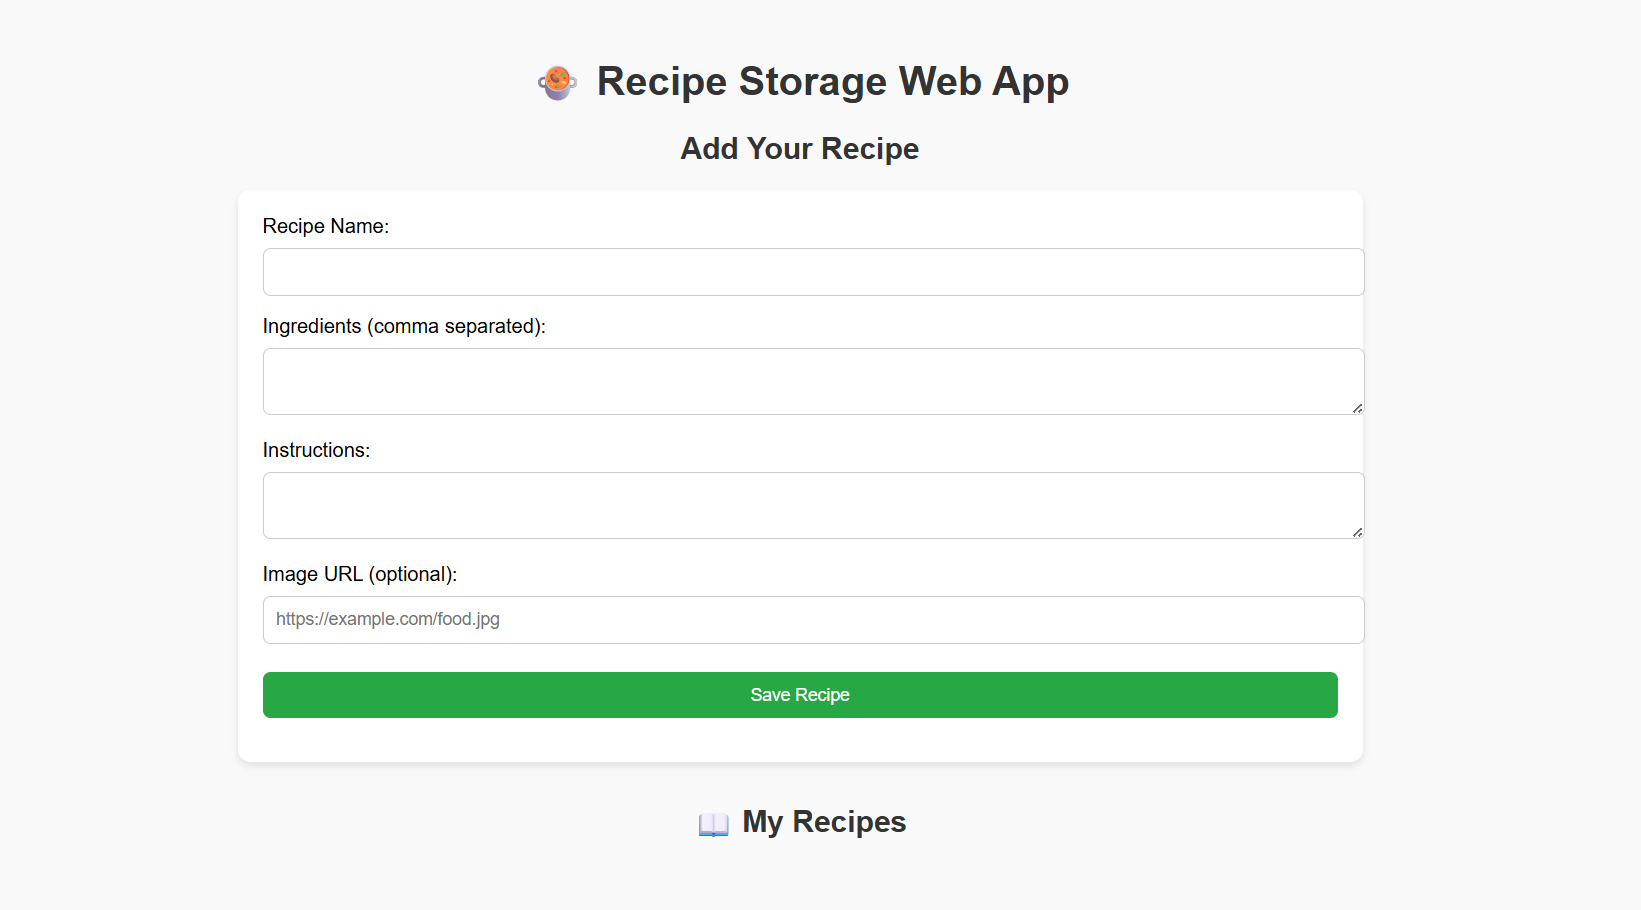 Recipe Storage Web App
Add Your Recipe
Recipe Name:
Ingredients (comma separated):
Instructions:
Image URL (optional):
https://example.com/food.jpg
Save Recipe
My Recipes